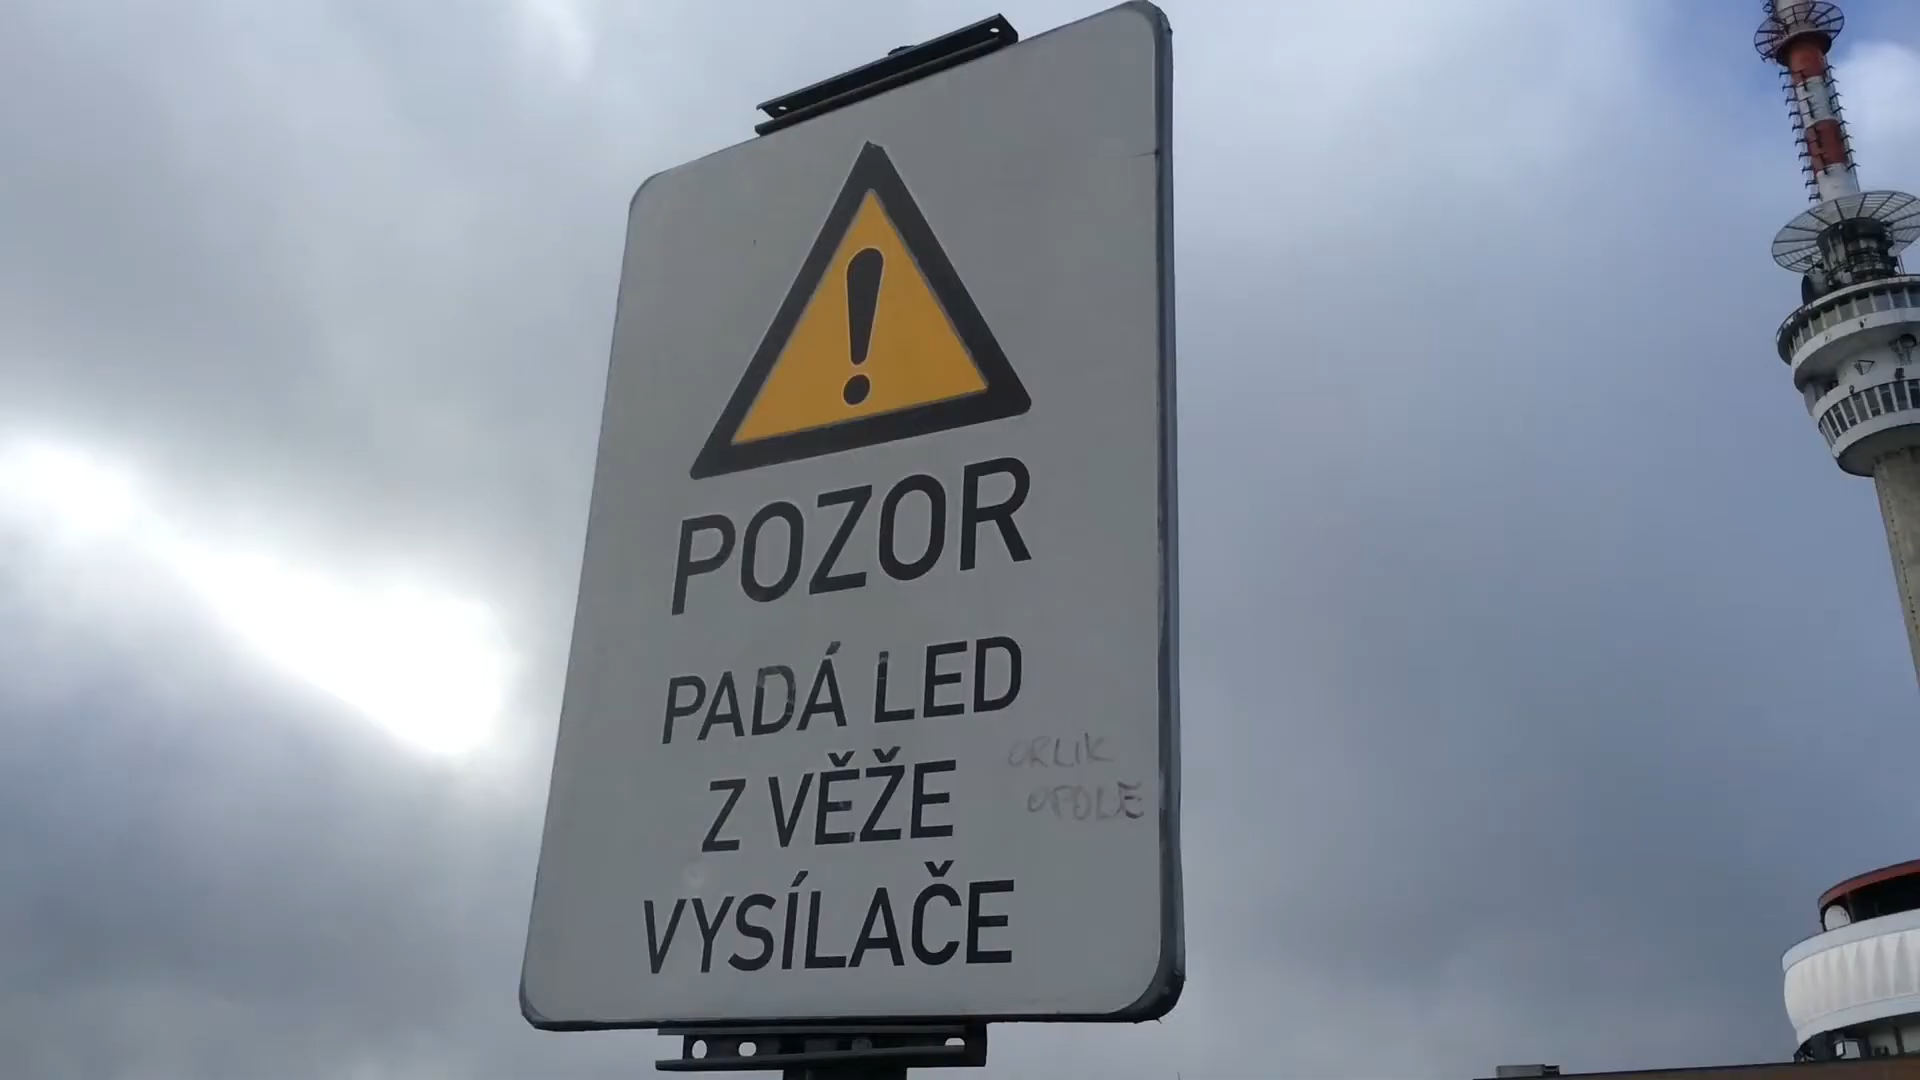 POZOR
PADÁ LED
Z VĚŽE
VYSÍLAČE
ORLIK
OPOLE